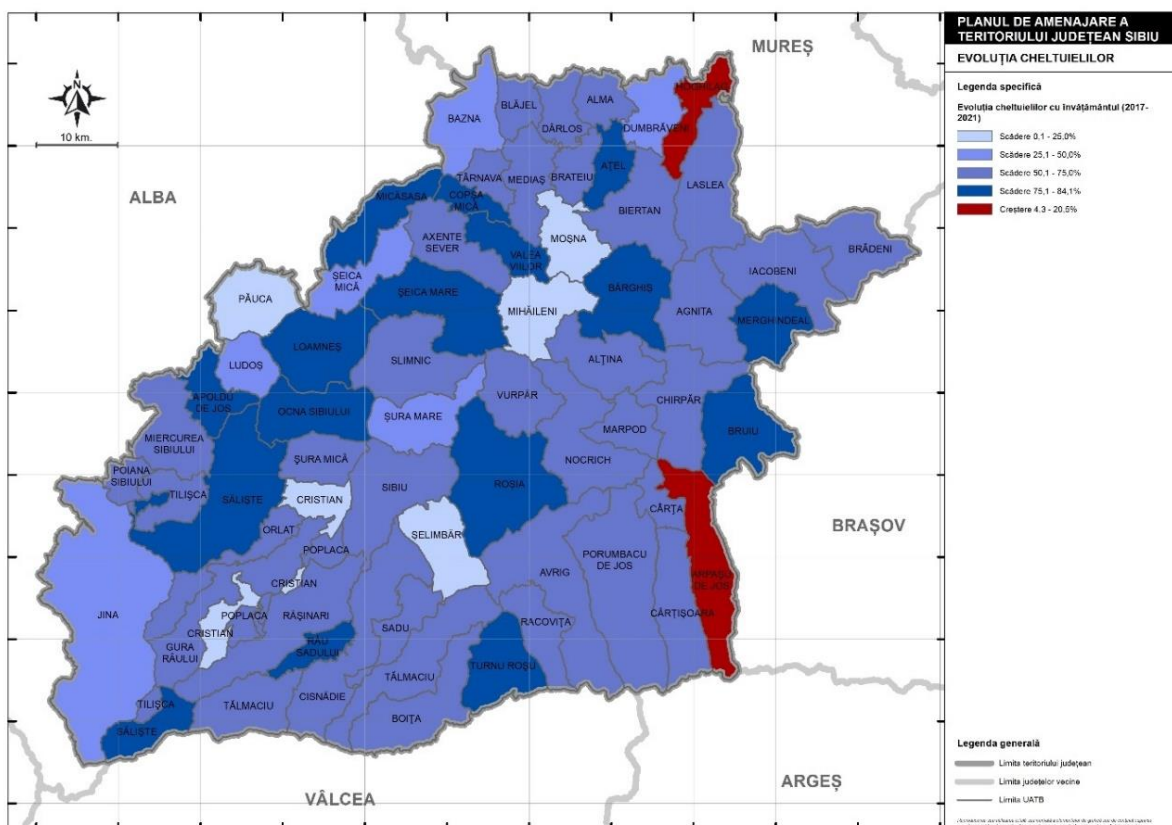 PLANUL DE AMENAJARE A
TERITORIULUI JUDEȚEAN SIBIU
EVOLUȚIA CHELTUIELILOR
Legenda specifică
Evoluția cheltuielilor cu învățământul (2017-
2021)
Scădere 0,1 - 25,0%
Scădere 25,1 - 50,0%
Scădere 50,1 - 75,0%
Scădere 75,1 - 84,1%
Creștere 4.3 - 20.5%
N
10 km.
MUREȘ
ALBA
BRAȘOV
ARGEȘ
VÂLCEA
BAZNA
BLĂJEL
ALMA
DÂRLOS
DUMBRĂVENI
AȚEL
TÂRNAVA
MEDIAȘ
BRATEIU
LASLEA
MICASASA
COPȘA
MICĂ
BIERTAN
AXENTE
SEVER
MOȘNA
VALEA
VIILOR
BRĂDENI
IACOBENI
ȘEICA
MICĂ
ȘEICA MARE
BÂRGHIȘ
PĂUCA
MIHĂILENI
AGNITA
MERGHINDEAL
LOAMNEȘ
SLIMNIC
ALȚINA
LUDOȘ
APOLDU
DE JOS
OCNA SIBIULUI
ȘURA MARE
VURPĂR
CHIRPĂR
MIERCUREA
SIBIULUI
MARPOD
BRUIU
ȘURA MICĂ
NOCRICH
POIANA
SIBIULUI
TILIȘCA
SĂLIȘTE
CRISTIAN
SIBIU
ROȘIA
CÂRȚA
ORLAT
ȘELIMBĂR
POPLACA
PORUMBACU
DE JOS
AVRIG
ARPAȘU
DE JOS
CRISTIAN
JINA
POPLACA
RĂȘINARI
CÂRȚIȘOARA
CRISTIAN
SADU
RACOVIȚA
GURA
RÂULUI
RÂU
SADULUI
TURNU ROȘU
TĂLMACIU
TILIȘCA
TĂLMACIU
CISNĂDIE
BOIȚA
SĂLIȘTE
Legenda generală
Limita teritoriului județean
Limita județelor vecine
Limita UATB